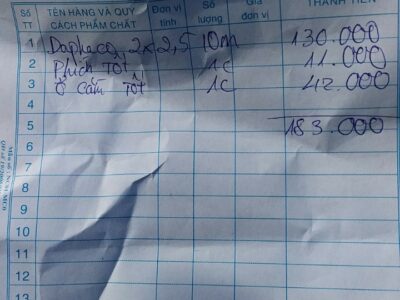 Số TT TÊN HÀNG VÀ QUY CÁCH PHẨM CHẤT Đơn vị tính Số lượng Giá đơn vị THÀNH TIỀN
1 Daphaco 2x2,5 10m 130.000
2 Phích Tốt 1c 11.000
3 Ổ cắm Tốt 1c 42.000
4
5 183.000
6
7
8
9
10
11
12
13